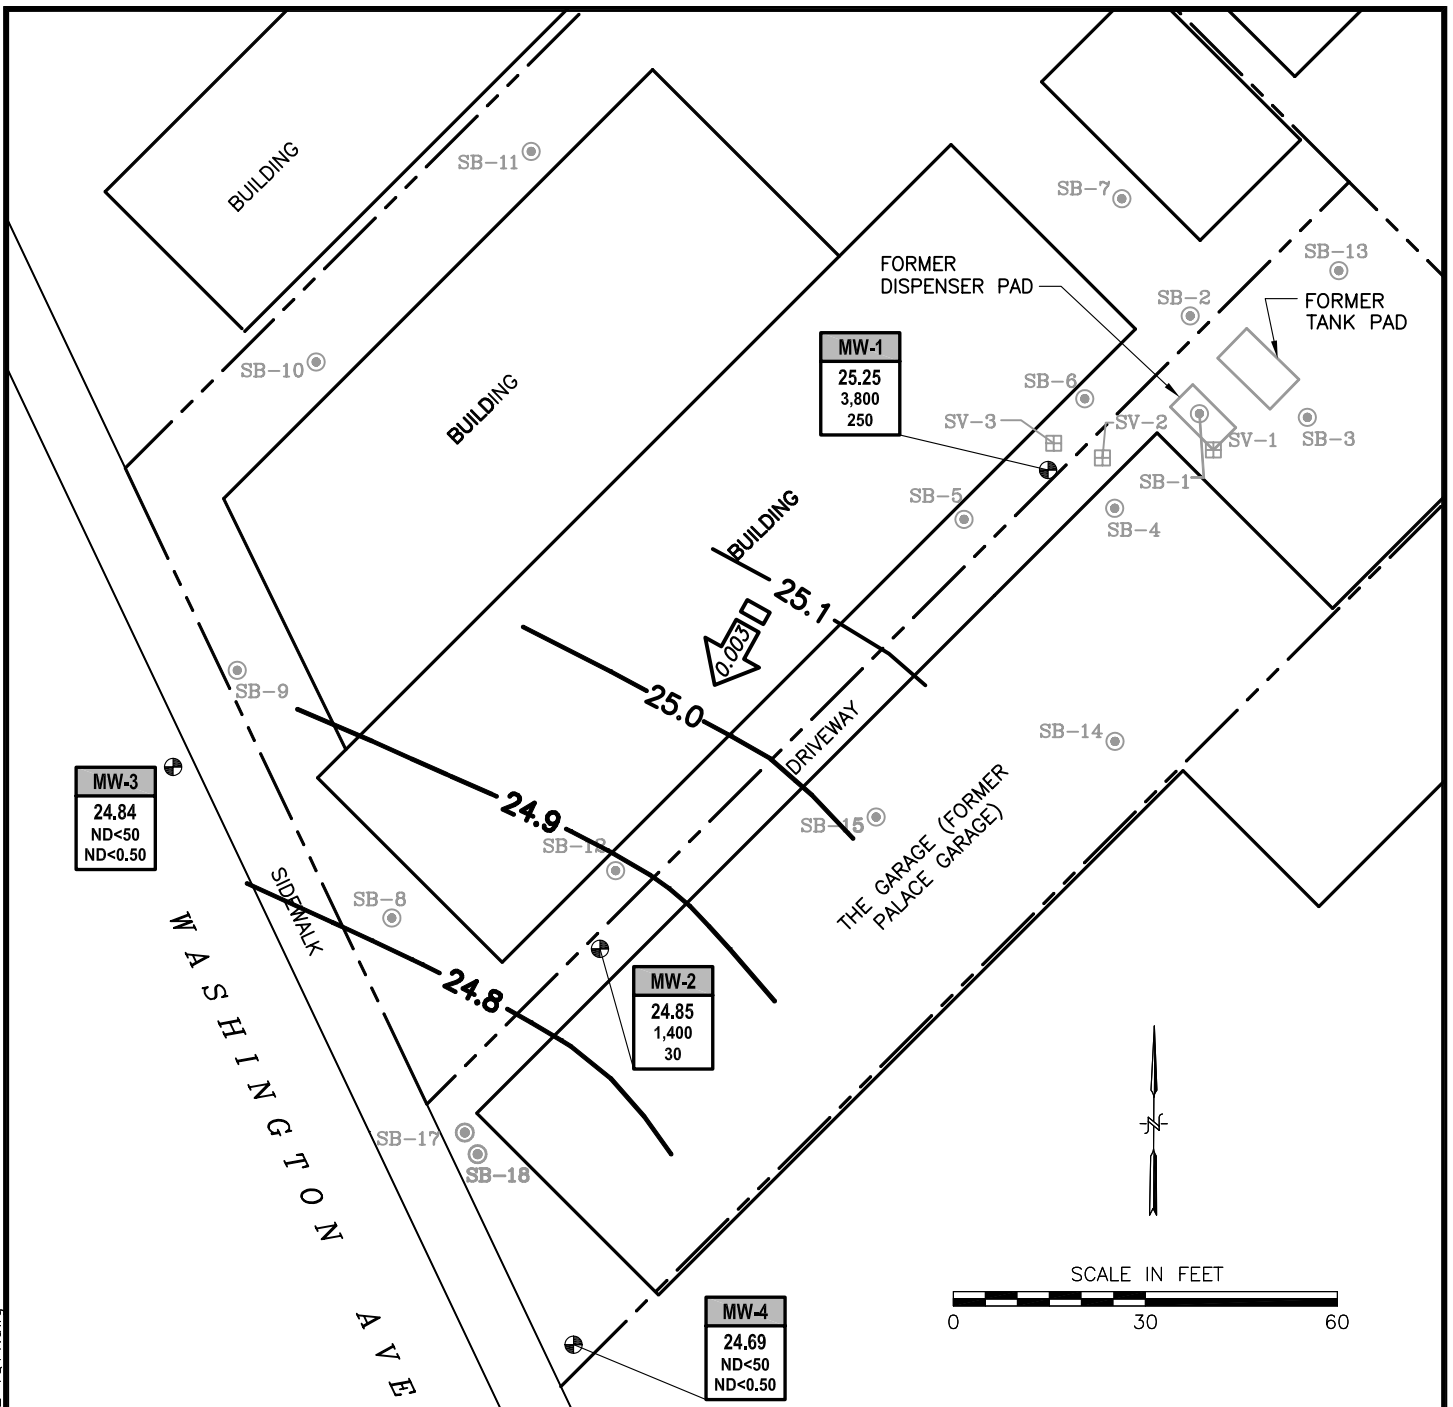 BUILDING
SB-11
SB-7
FORMER
DISPENSER PAD
SB-13
SB-2
FORMER
TANK PAD
MW-1
25.25
3,800
250
SB-10
BUILDING
SB-6
SV-3
SV-2
SV-1
SB-3
SB-1
SB-5
SB-4
BUILDING
25.1
0.003
25.0
SB-9
DRIVEWAY
SB-14
MW-3
24.84
ND<50
ND<0.50
24.9
SB-15
SB-12
THE GARAGE (FORMER
PALACE GARAGE)
SIDEWALK
SB-8
24.8
MW-2
24.85
1,400
30
WASHINGTON AVE
SB-17
SB-18
N
SCALE IN FEET
0 30 60
MW-4
24.69
ND<50
ND<0.50